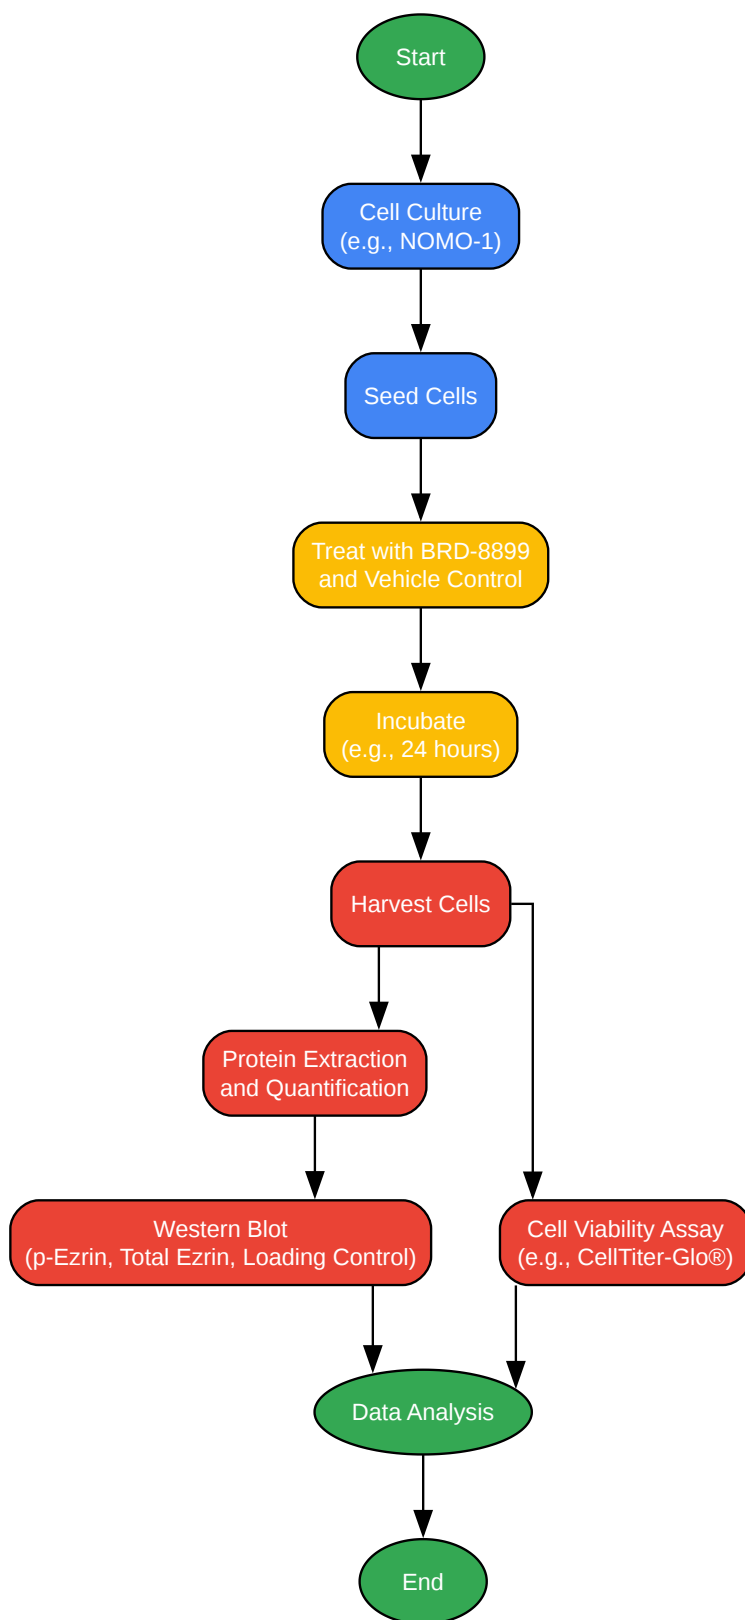 Start
Cell Culture
(e.g., NOMO-1)
Seed Cells
Treat with BRD-8899
and Vehicle Control
Incubate
(e.g., 24 hours)
Harvest Cells
Protein Extraction
and Quantification
Western Blot
(p-Ezrin, Total Ezrin, Loading Control)
Cell Viability Assay
(e.g., CellTiter-Glo®)
Data Analysis
End